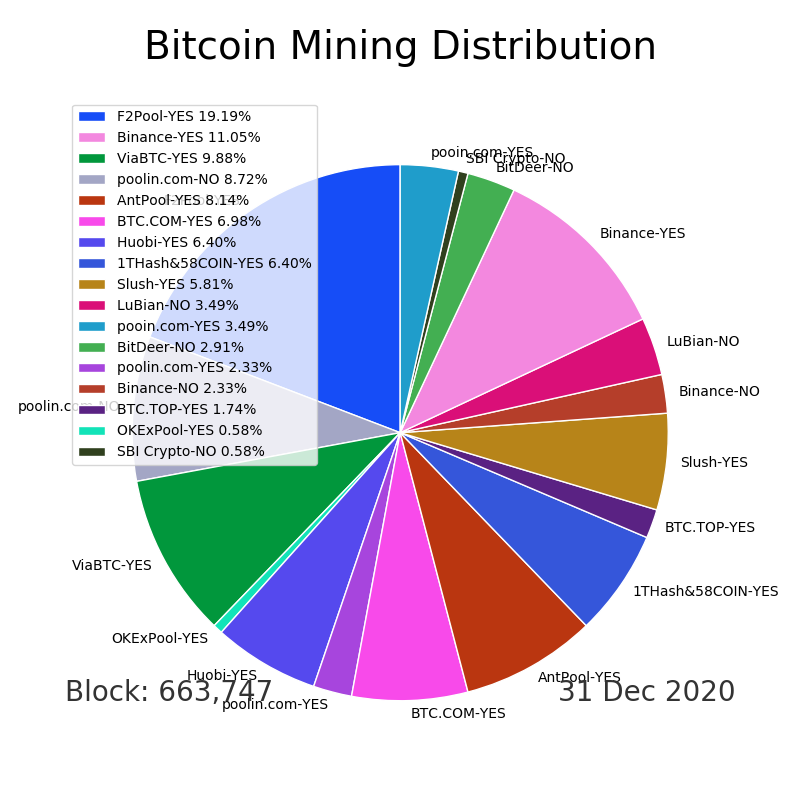 Bitcoin Mining Distribution
F2Pool-YES 19.19%
Binance-YES 11.05%
ViaBTC-YES 9.88%
poolin.com-NO 8.72%
AntPool-YES 8.14%
BTC.COM-YES 6.98%
Huobi-YES 6.40%
1THash&58COIN-YES 6.40%
Slush-YES 5.81%
LuBian-NO 3.49%
pooin.com-YES 3.49%
BitDeer-NO 2.91%
poolin.com-YES 2.33%
Binance-NO 2.33%
BTC.TOP-YES 1.74%
OKExPool-YES 0.58%
SBI Crypto-NO 0.58%
pooin.com-YES
SBI Crypto-NO
BitDeer-NO
Binance-YES
LuBian-NO
Binance-NO
Slush-YES
BTC.TOP-YES
1THash&58COIN-YES
AntPool-YES
BTC.COM-YES
poolin.com-YES
Huobi-YES
OKExPool-YES
ViaBTC-YES
poolin.com-NO
Block: 663,747
31 Dec 2020